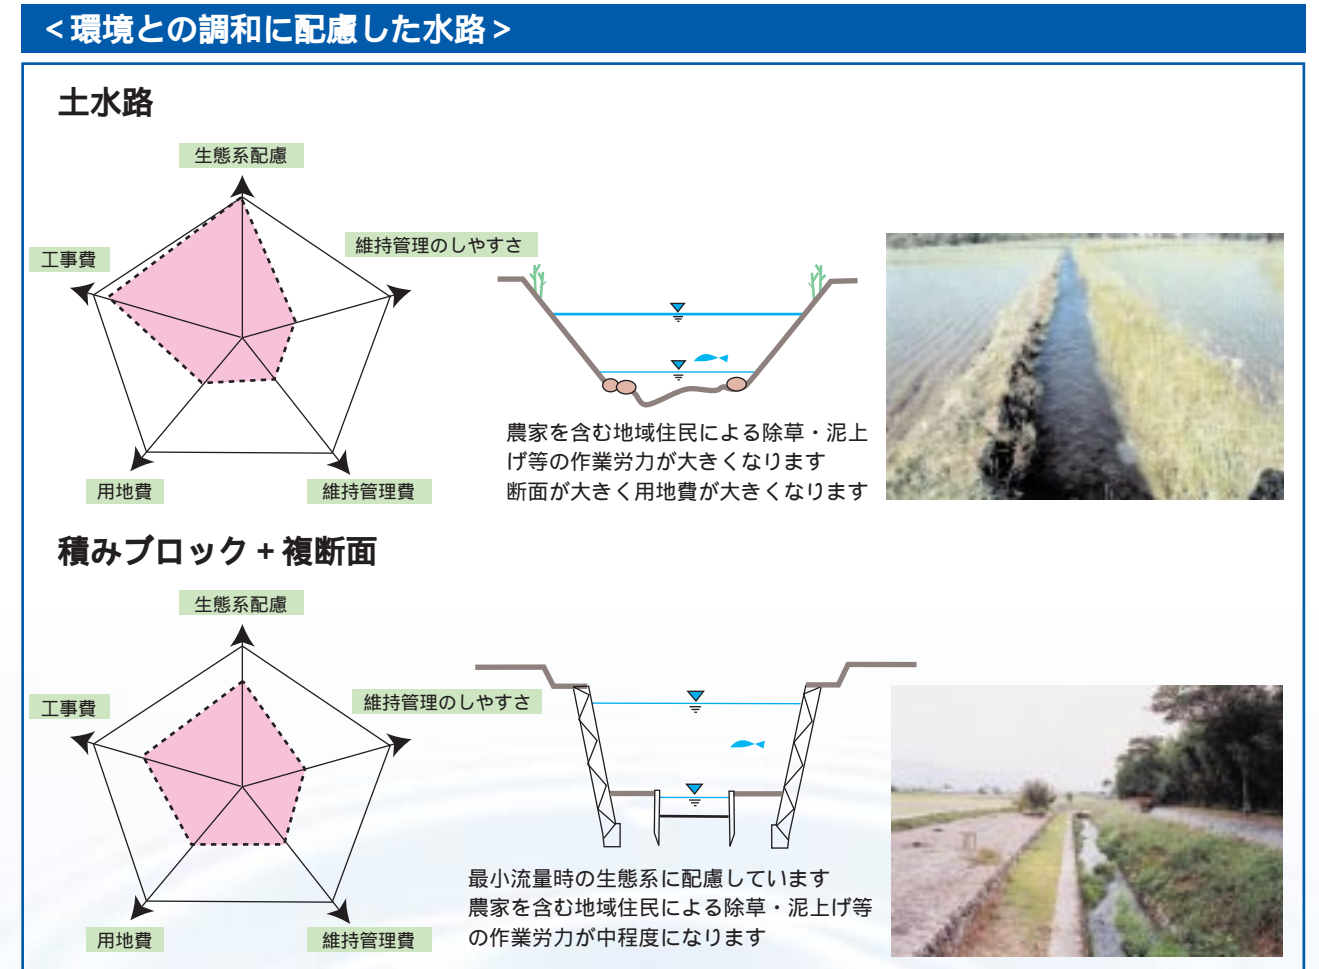 ＜環境との調和に配慮した水路＞
土水路
生態系配慮
維持管理のしやすさ
工事費
用地費
維持管理費
農家を含む地域住民による除草・泥上
げ等の作業労力が大きくなります
断面が大きく用地費が大きくなります
積みブロック＋複断面
生態系配慮
維持管理のしやすさ
工事費
用地費
維持管理費
最小流量時の生態系に配慮しています
農家を含む地域住民による除草・泥上げ等
の作業労力が中程度になります